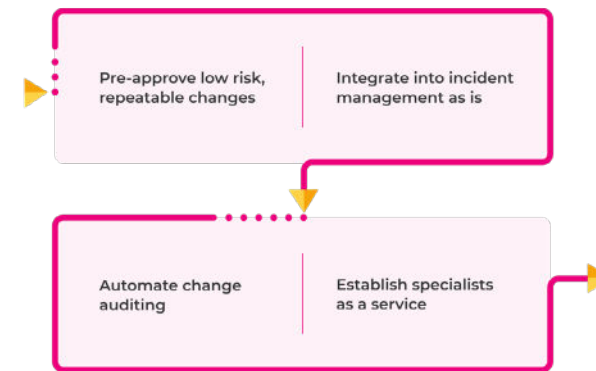 Pre-approve low risk,
repeatable changes
Integrate into incident
management as is
Automate change
auditing
Establish specialists
as a service